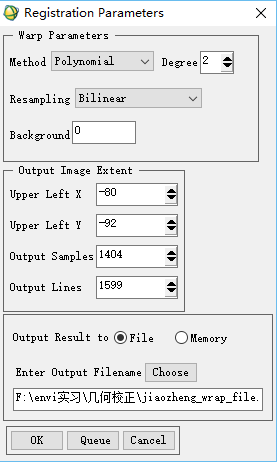 Registration Parameters
Warp Parameters
Method Polynomial Degree 2
Resampling Bilinear
Background 0
Output Image Extent
Upper Left X -80
Upper Left Y -92
Output Samples 1404
Output Lines 1599
Output Result to File Memory
Enter Output Filename Choose
F:\envi实习\几何校正\jiaozheng_wrap_file.
OK Queue Cancel